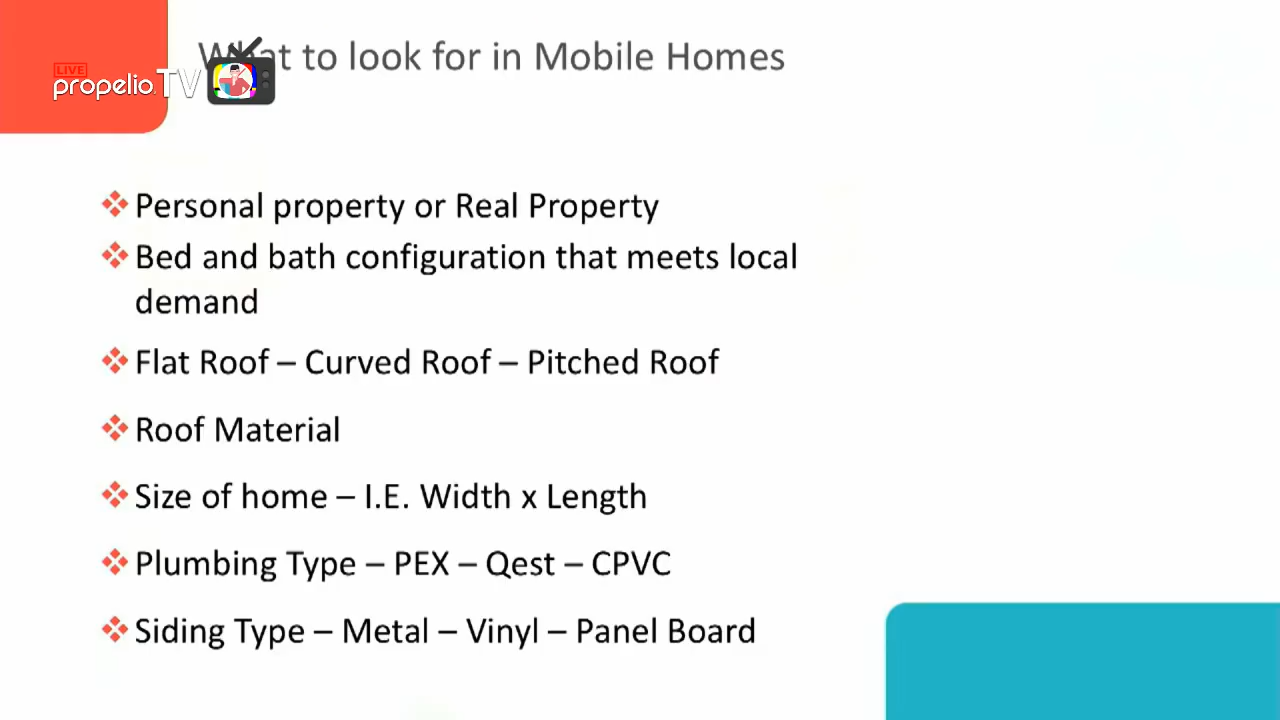 What to look for in Mobile Homes
LIVE
propelio.TV
Personal property or Real Property
Bed and bath configuration that meets local
demand
Flat Roof – Curved Roof – Pitched Roof
Roof Material
Size of home – I.E. Width x Length
Plumbing Type – PEX – Qest – CPVC
Siding Type – Metal – Vinyl – Panel Board